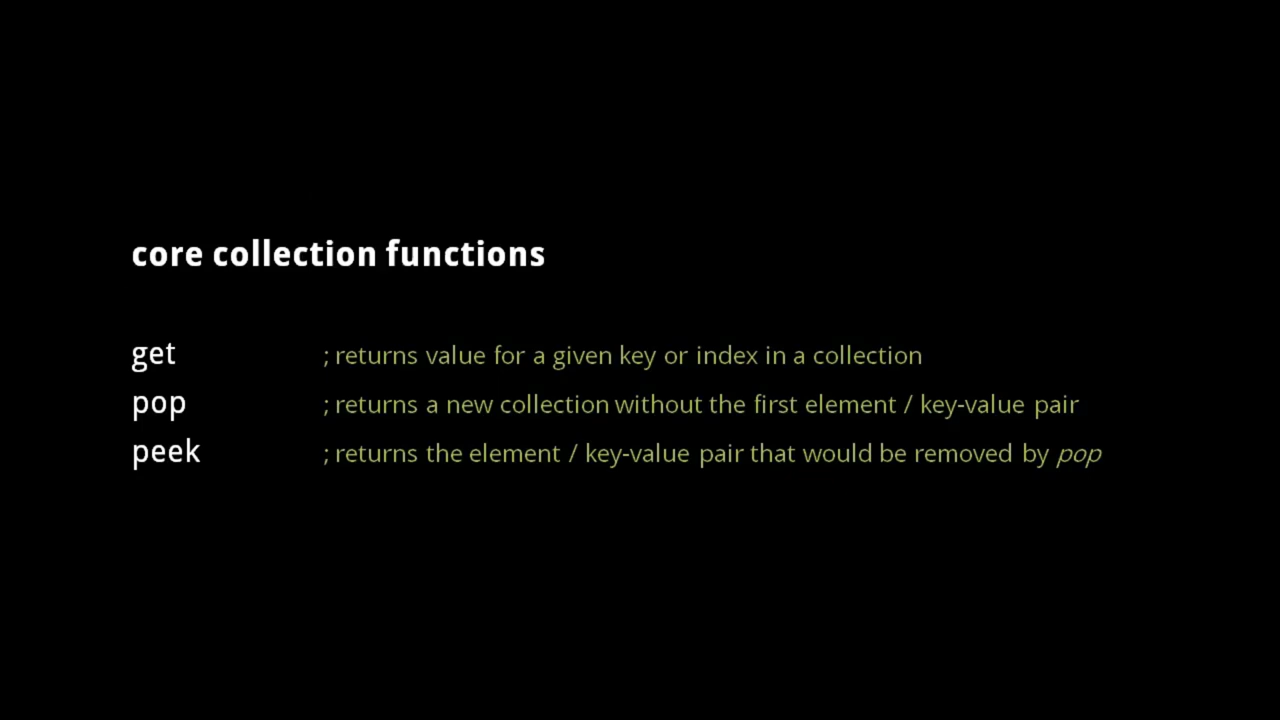 core collection functions
get ; returns value for a given key or index in a collection
pop ; returns a new collection without the first element / key-value pair
peek ; returns the element / key-value pair that would be removed by pop